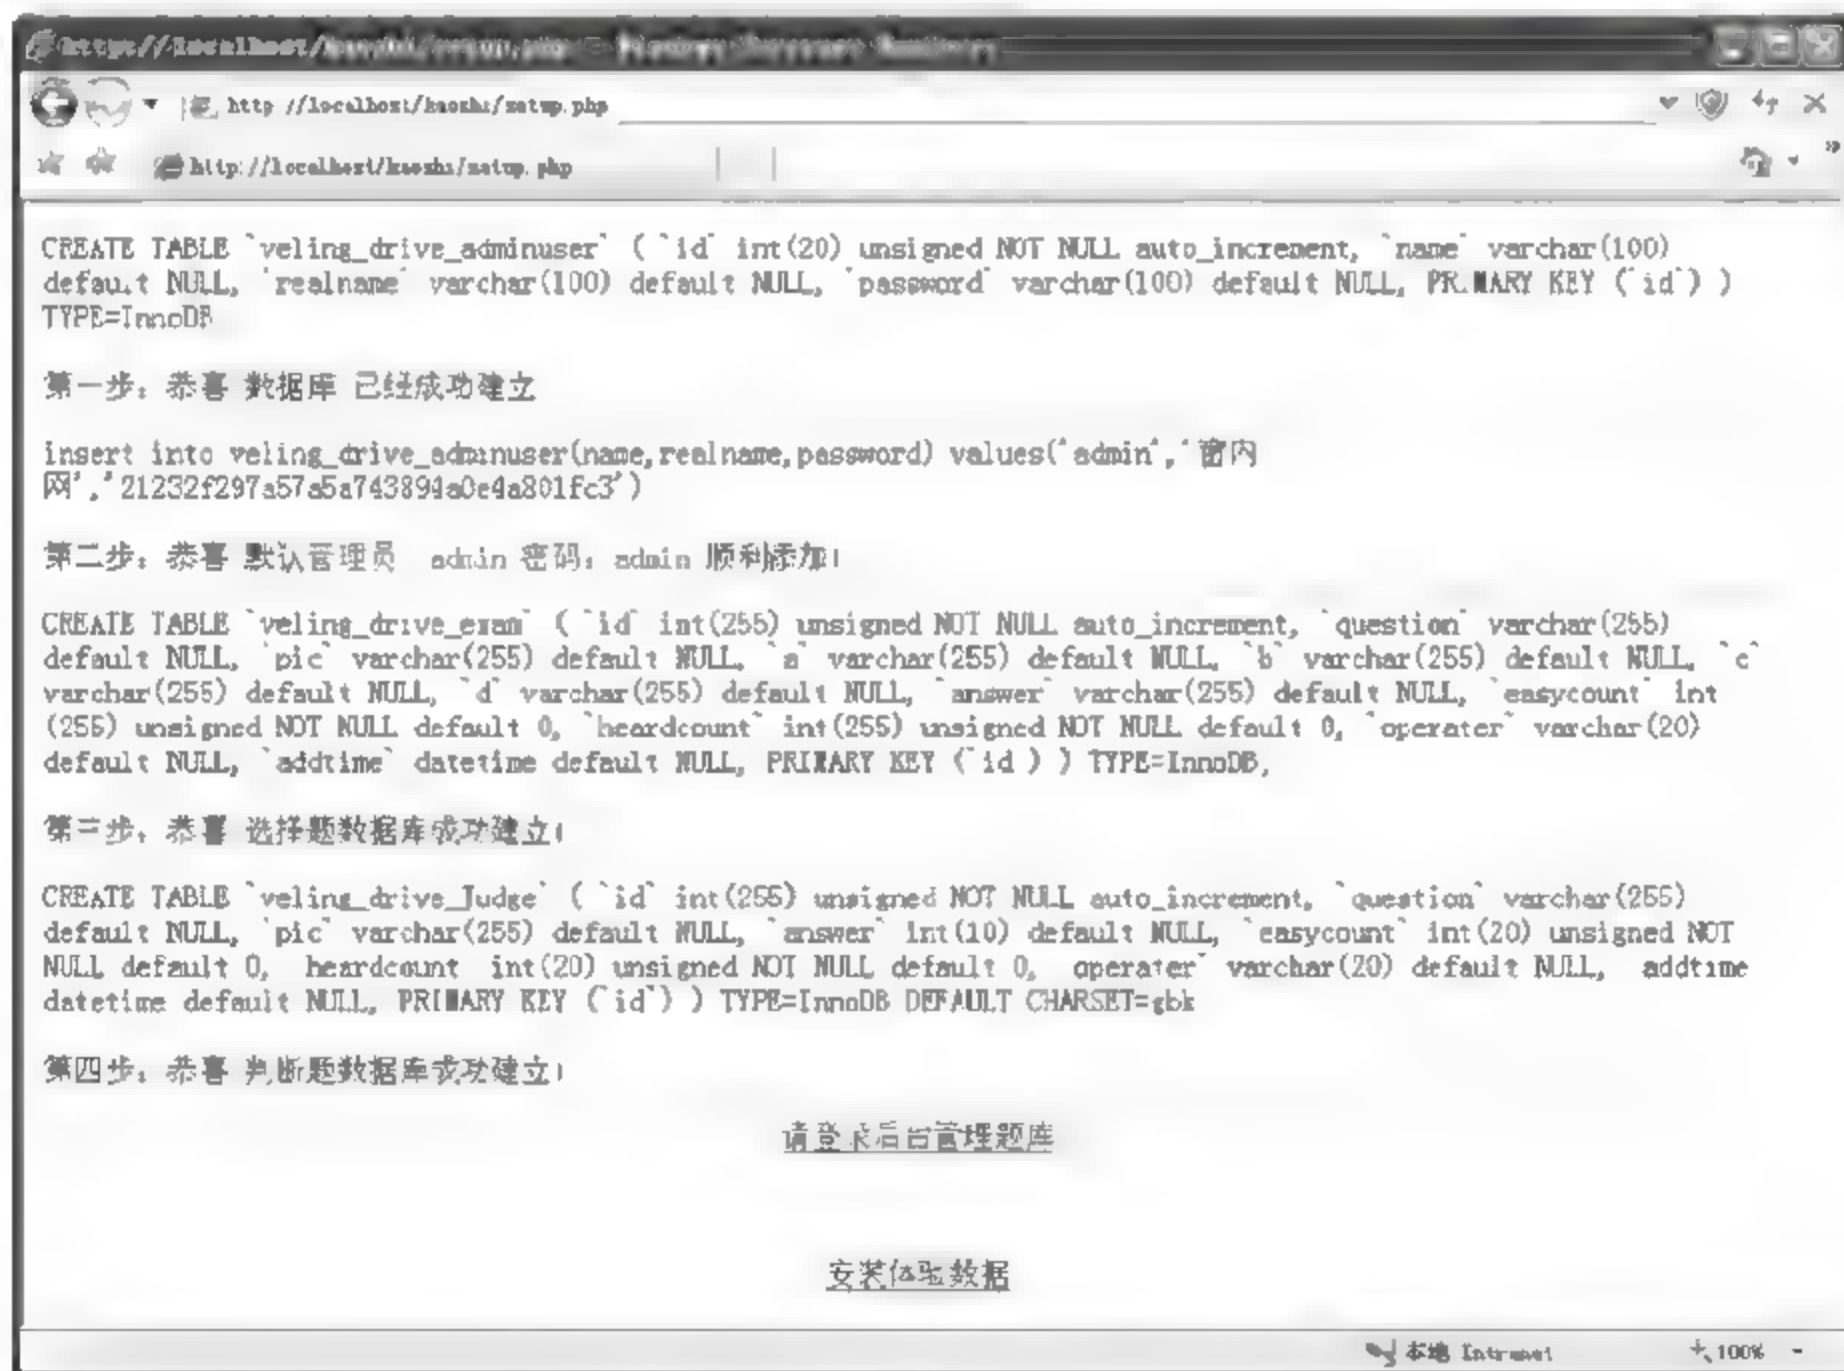 http://localhost/
http://localhost/kaoshi/setup.php
http://localhost/kaoshi/setup.php
CREATE TABLE `veling_drive_adminuser` ( `id` int(20) unsigned NOT NULL auto_increment, `name` varchar(100)
default NULL, `realname` varchar(100) default NULL, `password` varchar(100) default NULL, PRIMARY KEY (`id`) )
TYPE=InnoDB
第一步：恭喜 数据库 已经成功建立
insert into veling_drive_adminuser(name,realname,password) values('admin','窗内
网','21232f297a57a5a743894a0e4a801fc3')
第二步：恭喜 默认管理员 admin 密码：admin 顺利添加！
CREATE TABLE `veling_drive_exam` ( `id` int(255) unsigned NOT NULL auto_increment, `question` varchar(255)
default NULL, `pic` varchar(255) default NULL, `a` varchar(255) default NULL, `b` varchar(255) default NULL, `c`
varchar(255) default NULL, `d` varchar(255) default NULL, `answer` varchar(255) default NULL, `easycount` int
(255) unsigned NOT NULL default 0, `heardcount` int(255) unsigned NOT NULL default 0, `operater` varchar(20)
default NULL, `addtime` datetime default NULL, PRIMARY KEY (`id`) ) TYPE=InnoDB,
第三步：恭喜 选择题数据库成功建立！
CREATE TABLE `veling_drive_Judge` ( `id` int(255) unsigned NOT NULL auto_increment, `question` varchar(255)
default NULL, `pic` varchar(255) default NULL, `answer` int(10) default NULL, `easycount` int(20) unsigned NOT
NULL default 0, `heardcount` int(20) unsigned NOT NULL default 0, `operater` varchar(20) default NULL, `addtime`
datetime default NULL, PRIMARY KEY (`id`) ) TYPE=InnoDB DEFAULT CHARSET=gbk
第四步：恭喜 判断题数据库成功建立！
请登录后台管理题库
安装体验数据
本地 Intranet 100%